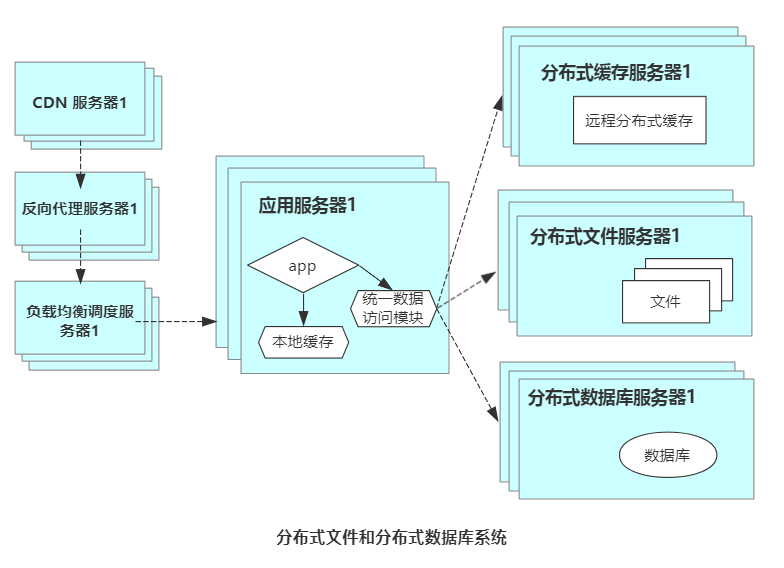 CDN 服务器1
反向代理服务器1
负载均衡调度服
务器1
应用服务器1
app
统一数据
访问模块
本地缓存
分布式缓存服务器1
远程分布式缓存
分布式文件服务器1
文件
分布式数据库服务器1
数据库
分布式文件和分布式数据库系统